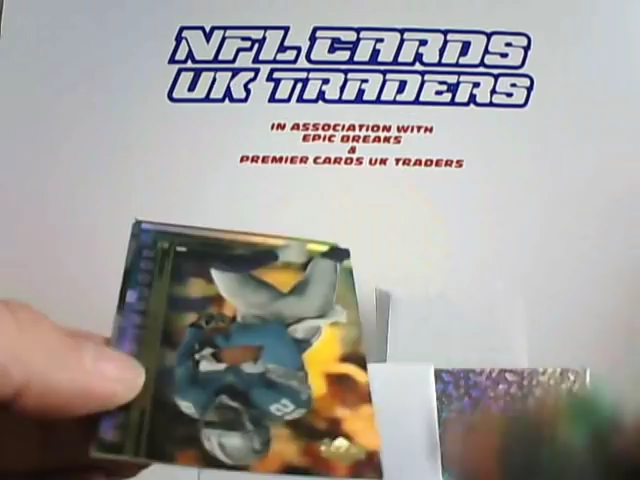 NFL CARDS
UK TRADERS
IN ASSOCIATION WITH
EPIC BREAKS
&
PREMIER CARDS UK TRADERS